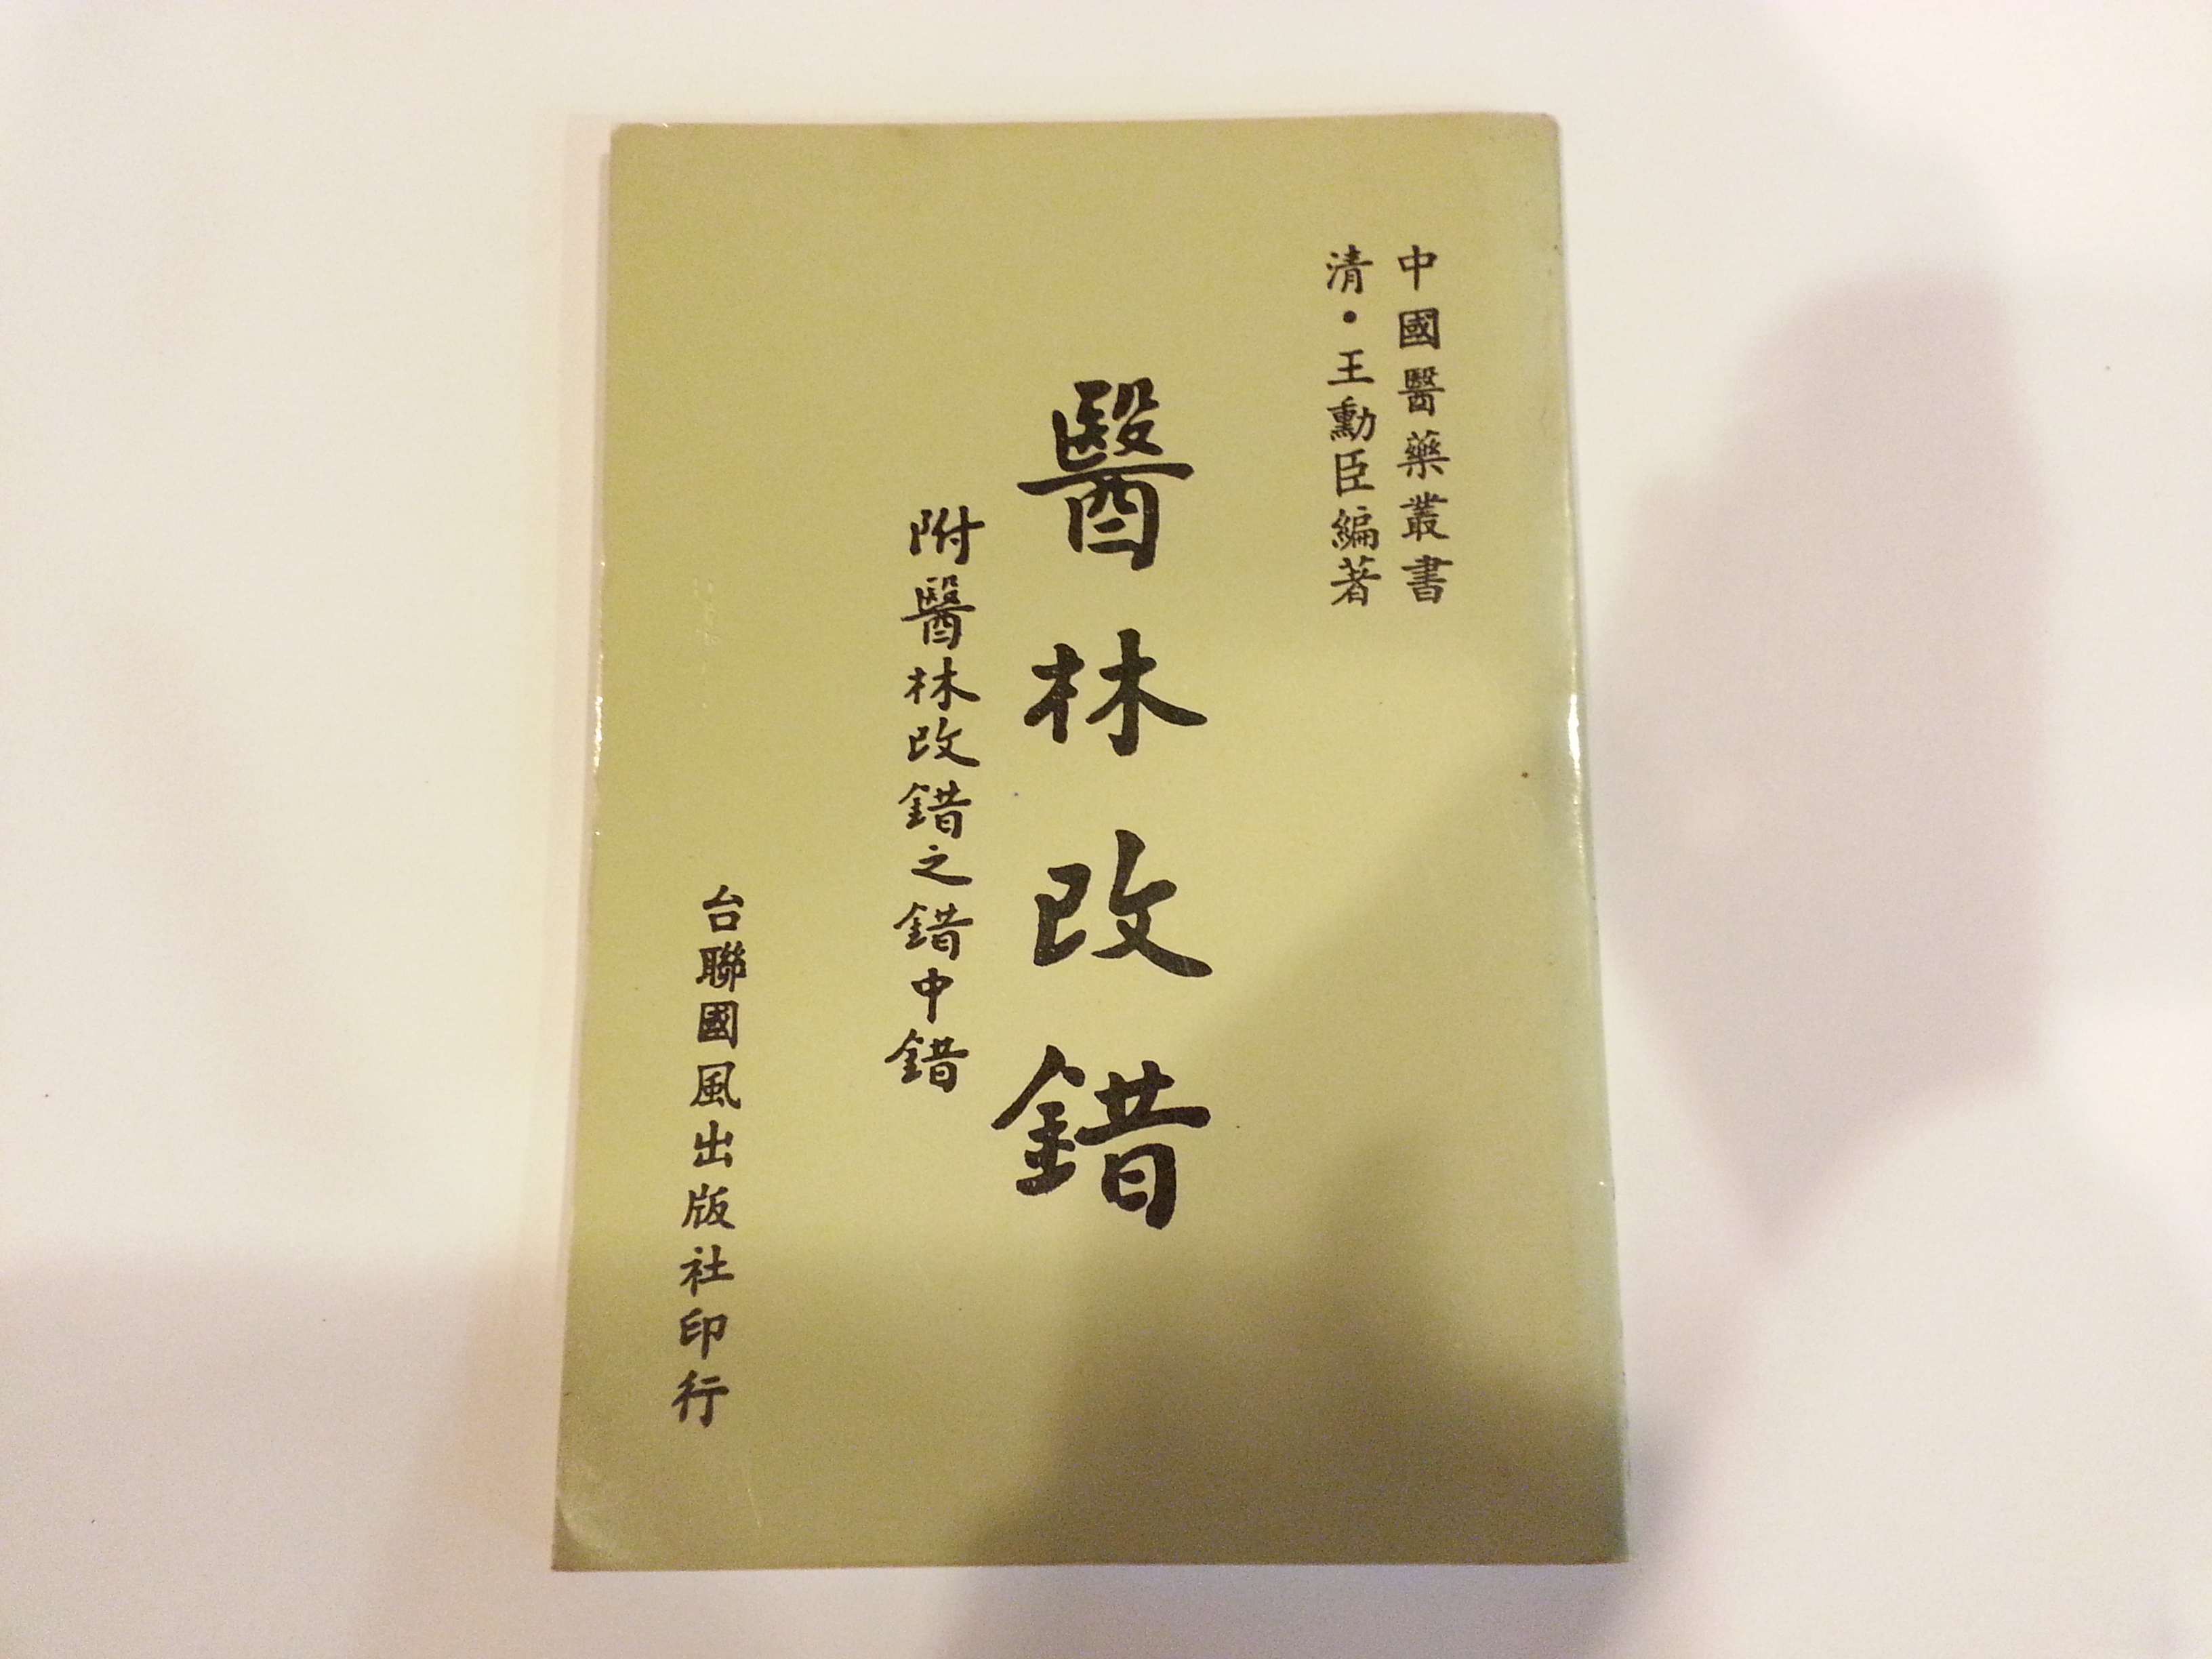 中國醫藥叢書
清・王勳臣編著
醫林改錯
附醫林改錯之錯中錯
台聯國風出版社印行